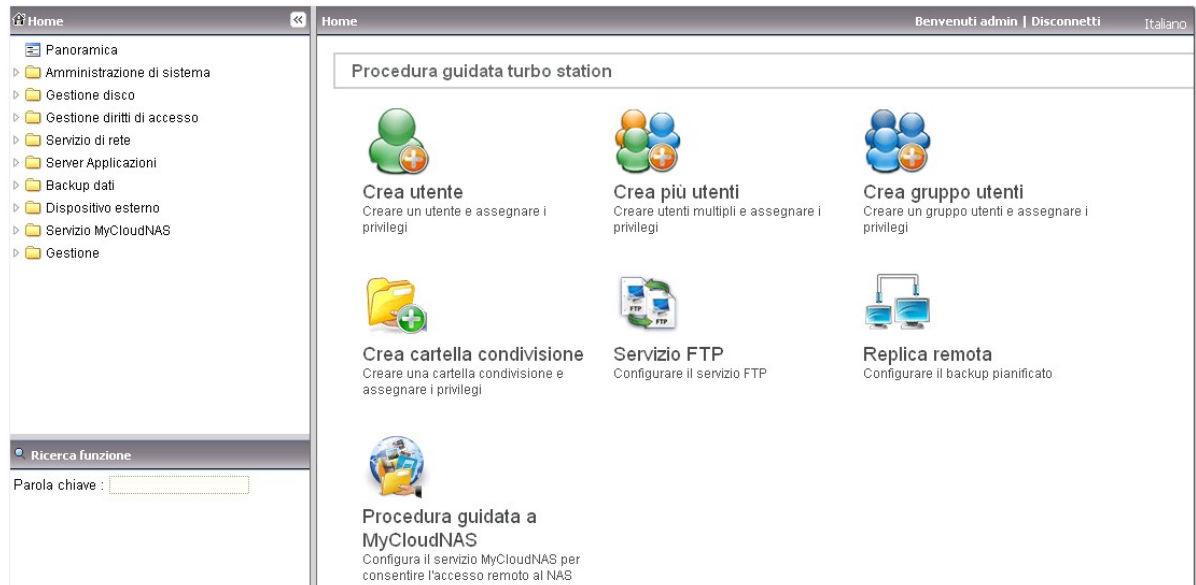 Home
Home
Benvenuti admin | Disconnetti
Italiano
Panoramica
Amministrazione di sistema
Gestione disco
Gestione diritti di accesso
Servizio di rete
Server Applicazioni
Backup dati
Dispositivo esterno
Servizio MyCloudNAS
Gestione
Ricerca funzione
Parola chiave :
Procedura guidata turbo station
Crea utente
Creare un utente e assegnare i
privilegi
Crea più utenti
Creare utenti multipli e assegnare i
privilegi
Crea gruppo utenti
Creare un gruppo utenti e assegnare i
privilegi
Crea cartella condivisione
Creare una cartella condivisione e
assegnare i privilegi
FTP
FTP
Servizio FTP
Configurare il servizio FTP
Replica remota
Configurare il backup pianificato
Procedura guidata a
MyCloudNAS
Configura il servizio MyCloudNAS per
consentire l'accesso remoto al NAS